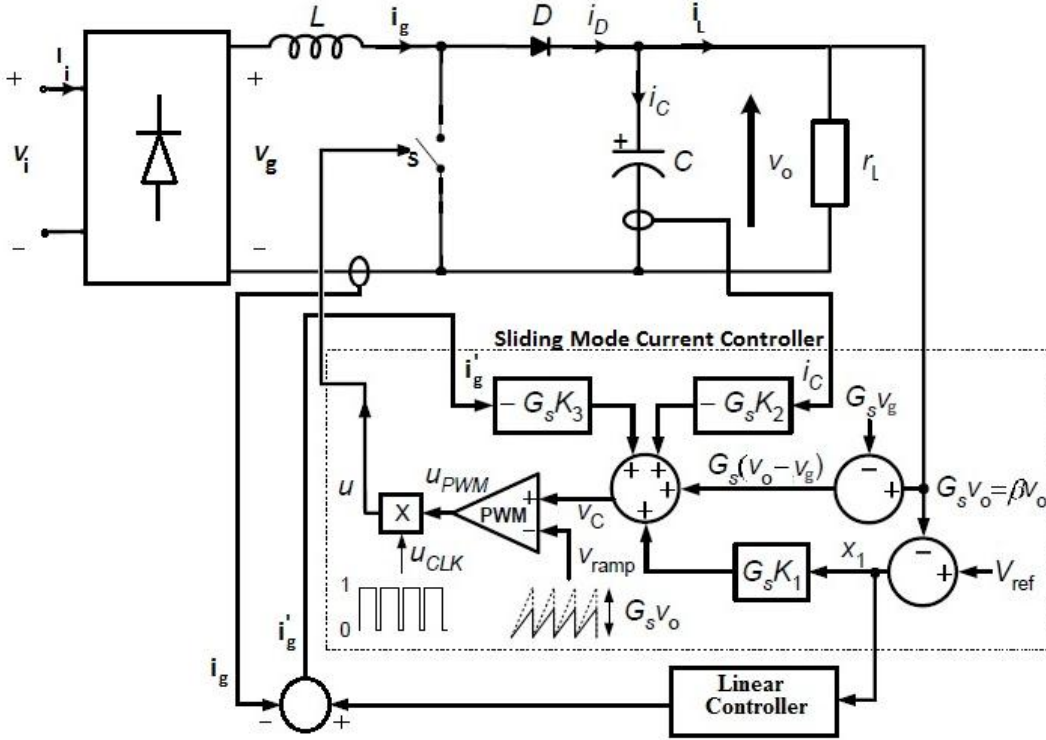 L
i_g
D
i_D
i_L
I_i
+
+
i_C
+
v_i
v_g
S
C
v_o
r_L
−
−
Sliding Mode Current Controller
i'_g
i_C
− G_sK_3
− G_sK_2
G_sv_g
−
+ + + +
G_s(v_o − v_g)
+
G_sv_o=βv_o
u
u_PWM
X
PWM
+
−
v_C
u_CLK
v_ramp
G_sK_1
x_1
−
+
V_ref
1
0
G_sv_o
i'_g
i_g
−
+
Linear
Controller